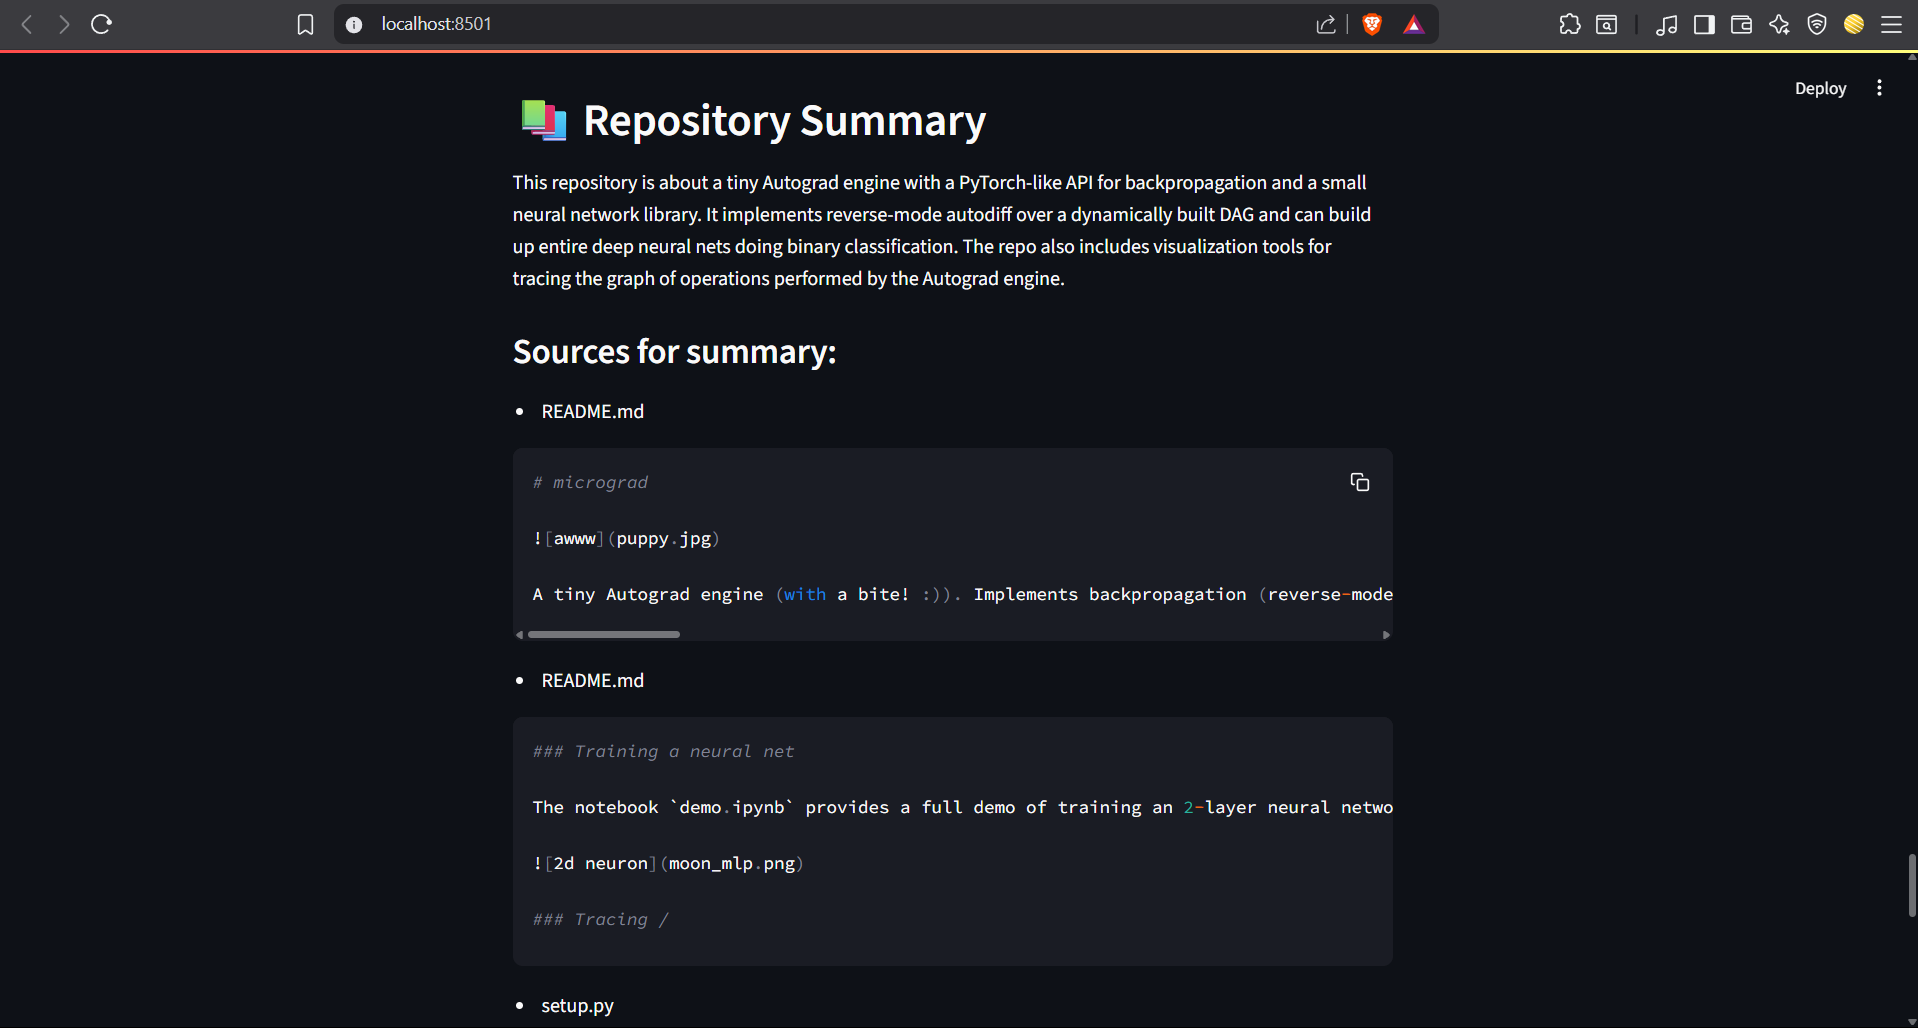 localhost:8501
Deploy
Repository Summary
This repository is about a tiny Autograd engine with a PyTorch-like API for backpropagation and a small
neural network library. It implements reverse-mode autodiff over a dynamically built DAG and can build
up entire deep neural nets doing binary classification. The repo also includes visualization tools for
tracing the graph of operations performed by the Autograd engine.
Sources for summary:
• README.md
# micrograd
![awww](puppy.jpg)
A tiny Autograd engine (with a bite! :)). Implements backpropagation (reverse-mode
• README.md
### Training a neural net
The notebook `demo.ipynb` provides a full demo of training an 2-layer neural netwo
![2d neuron](moon_mlp.png)
### Tracing /
• setup.py